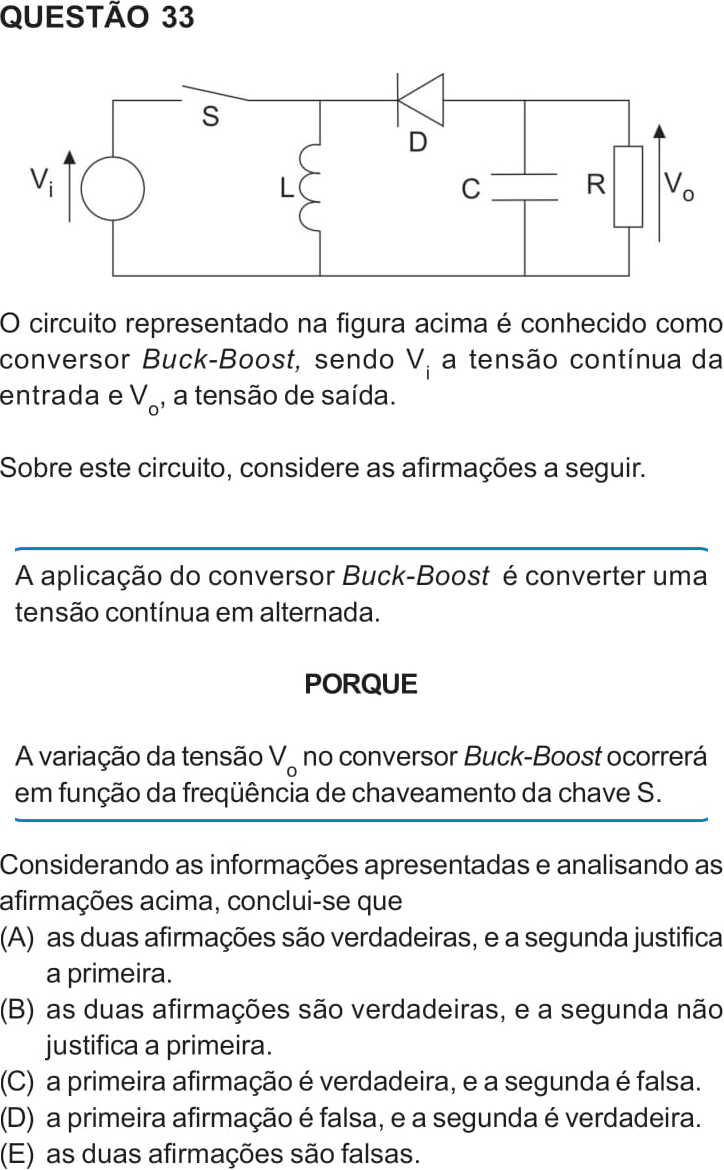 QUESTÃO 33
S
D
Vi
L
C
R
Vo
O circuito representado na figura acima é conhecido como
conversor Buck-Boost, sendo Vi a tensão contínua da
entrada e Vo, a tensão de saída.
Sobre este circuito, considere as afirmações a seguir.
A aplicação do conversor Buck-Boost é converter uma
tensão contínua em alternada.
PORQUE
A variação da tensão Vo no conversor Buck-Boost ocorrerá
em função da freqüência de chaveamento da chave S.
Considerando as informações apresentadas e analisando as
afirmações acima, conclui-se que
(A) as duas afirmações são verdadeiras, e a segunda justifica
a primeira.
(B) as duas afirmações são verdadeiras, e a segunda não
justifica a primeira.
(C) a primeira afirmação é verdadeira, e a segunda é falsa.
(D) a primeira afirmação é falsa, e a segunda é verdadeira.
(E) as duas afirmações são falsas.